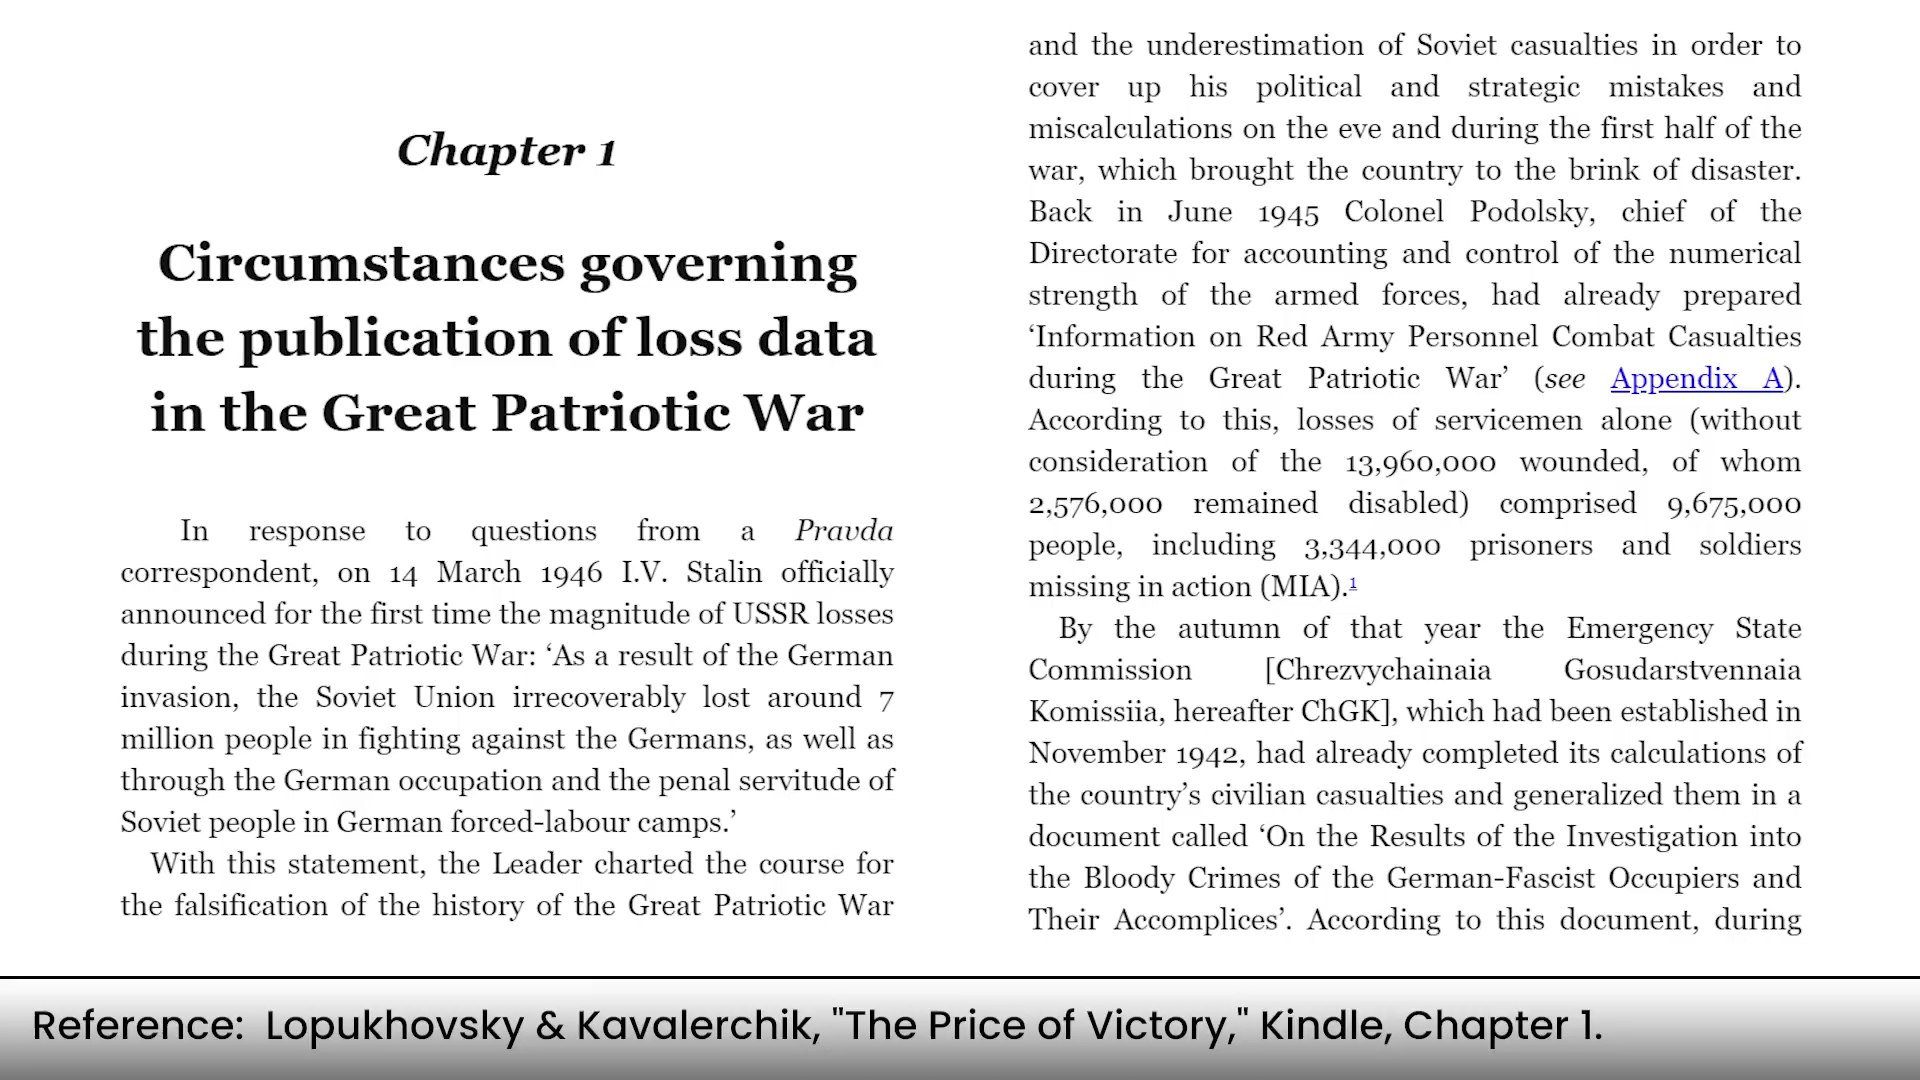 Chapter 1
Circumstances governing
the publication of loss data
in the Great Patriotic War
In response to questions from a Pravda
correspondent, on 14 March 1946 I.V. Stalin officially
announced for the first time the magnitude of USSR losses
during the Great Patriotic War: ‘As a result of the German
invasion, the Soviet Union irrecoverably lost around 7
million people in fighting against the Germans, as well as
through the German occupation and the penal servitude of
Soviet people in German forced-labour camps.’
With this statement, the Leader charted the course for
the falsification of the history of the Great Patriotic War
and the underestimation of Soviet casualties in order to
cover up his political and strategic mistakes and
miscalculations on the eve and during the first half of the
war, which brought the country to the brink of disaster.
Back in June 1945 Colonel Podolsky, chief of the
Directorate for accounting and control of the numerical
strength of the armed forces, had already prepared
‘Information on Red Army Personnel Combat Casualties
during the Great Patriotic War’ (see Appendix A).
According to this, losses of servicemen alone (without
consideration of the 13,960,000 wounded, of whom
2,576,000 remained disabled) comprised 9,675,000
people, including 3,344,000 prisoners and soldiers
missing in action (MIA).1
By the autumn of that year the Emergency State
Commission [Chrezvychainaia Gosudarstvennaia
Komissiia, hereafter ChGK], which had been established in
November 1942, had already completed its calculations of
the country’s civilian casualties and generalized them in a
document called ‘On the Results of the Investigation into
the Bloody Crimes of the German-Fascist Occupiers and
Their Accomplices’. According to this document, during
Reference: Lopukhovsky & Kavalerchik, "The Price of Victory," Kindle, Chapter 1.